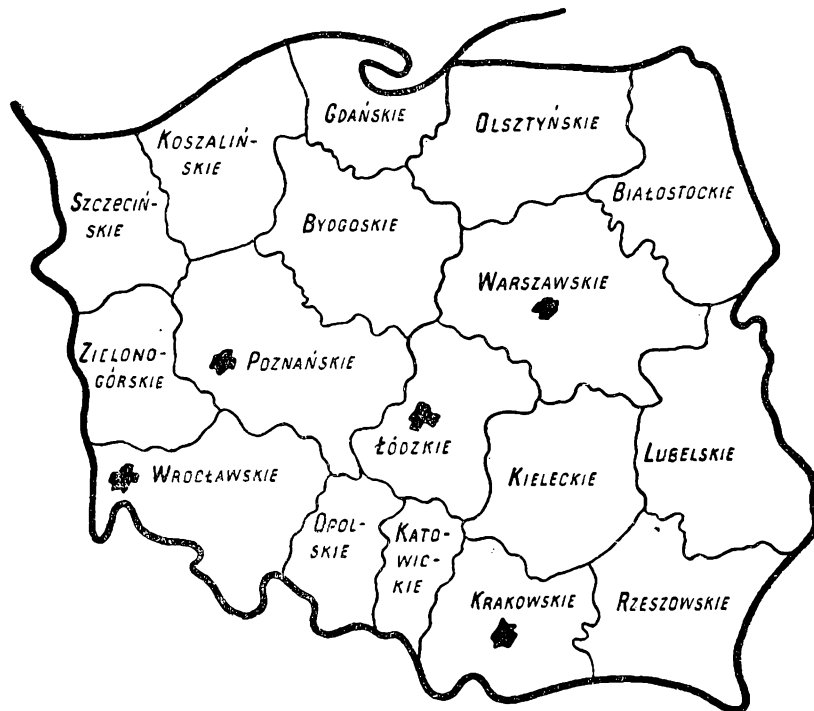 GDAŃSKIE
OLSZTYŃSKIE
KOSZALIŃ-
SKIE
BIAŁOSTOCKIE
SZCZECIŃ-
SKIE
BYDGOSKIE
WARSZAWSKIE
ZIELONO-
GÓRSKIE
POZNAŃSKIE
ŁÓDZKIE
LUBELSKIE
WROCŁAWSKIE
KIELECKIE
OPOL-
SKIE
KATO-
WIC-
KIE
KRAKOWSKIE
RZESZOWSKIE